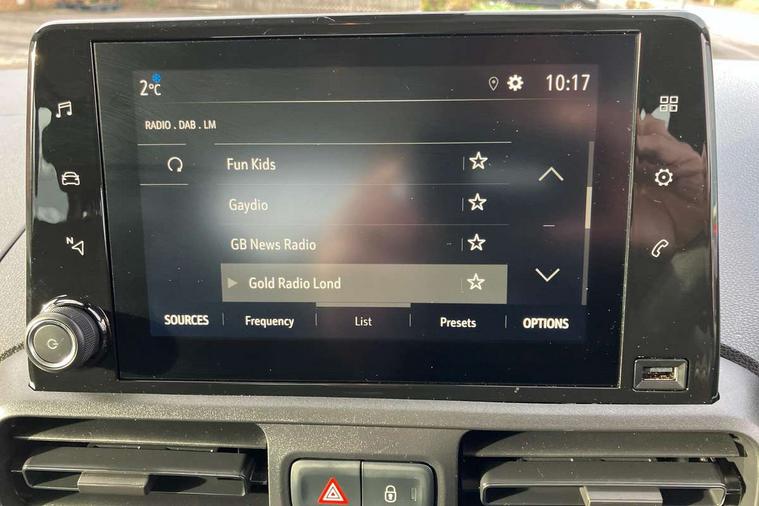 2°C 10:17
RADIO . DAB . LM
Fun Kids
Gaydio
GB News Radio
Gold Radio Lond
SOURCES Frequency List Presets OPTIONS
N